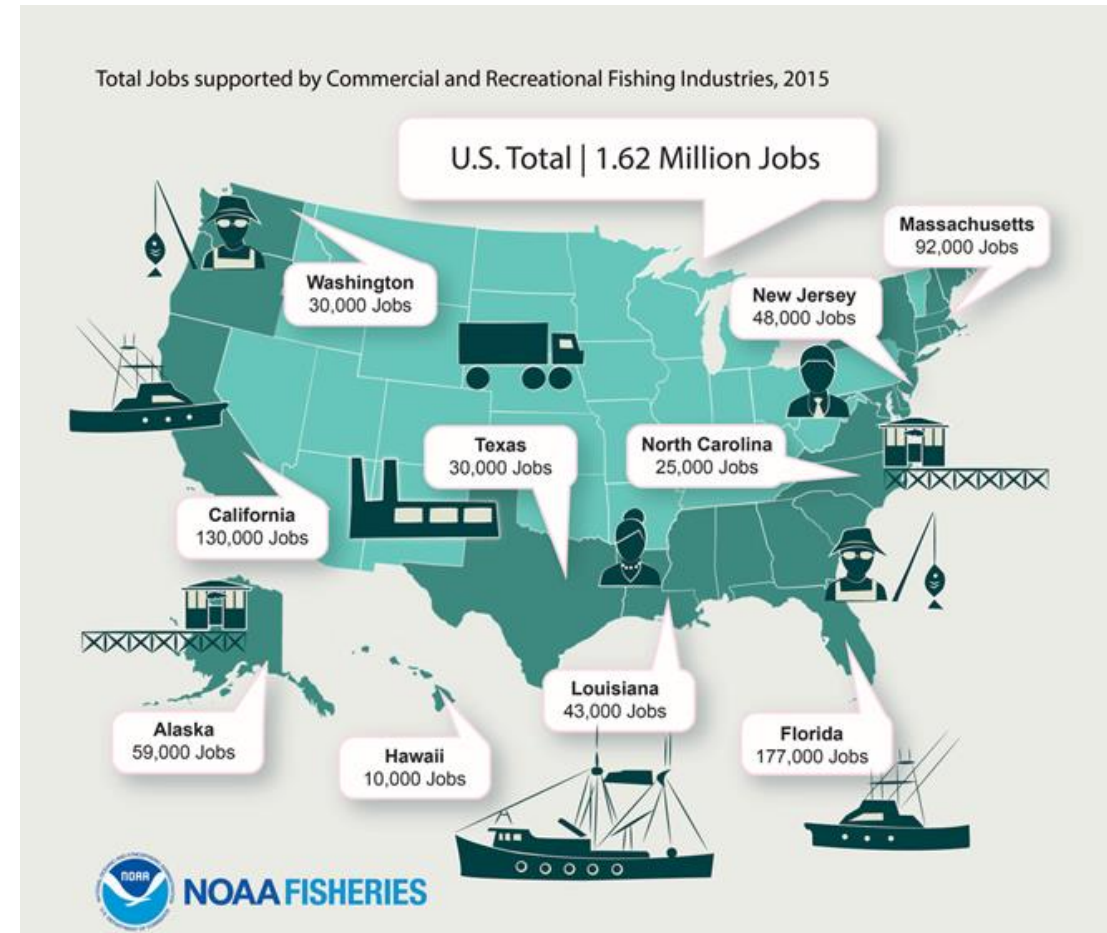 Total Jobs supported by Commercial and Recreational Fishing Industries, 2015
U.S. Total | 1.62 Million Jobs
Massachusetts
92,000 Jobs
Washington
30,000 Jobs
New Jersey
48,000 Jobs
Texas
30,000 Jobs
North Carolina
25,000 Jobs
California
130,000 Jobs
Louisiana
43,000 Jobs
Alaska
59,000 Jobs
Hawaii
10,000 Jobs
Florida
177,000 Jobs
NOAA
NOAA FISHERIES